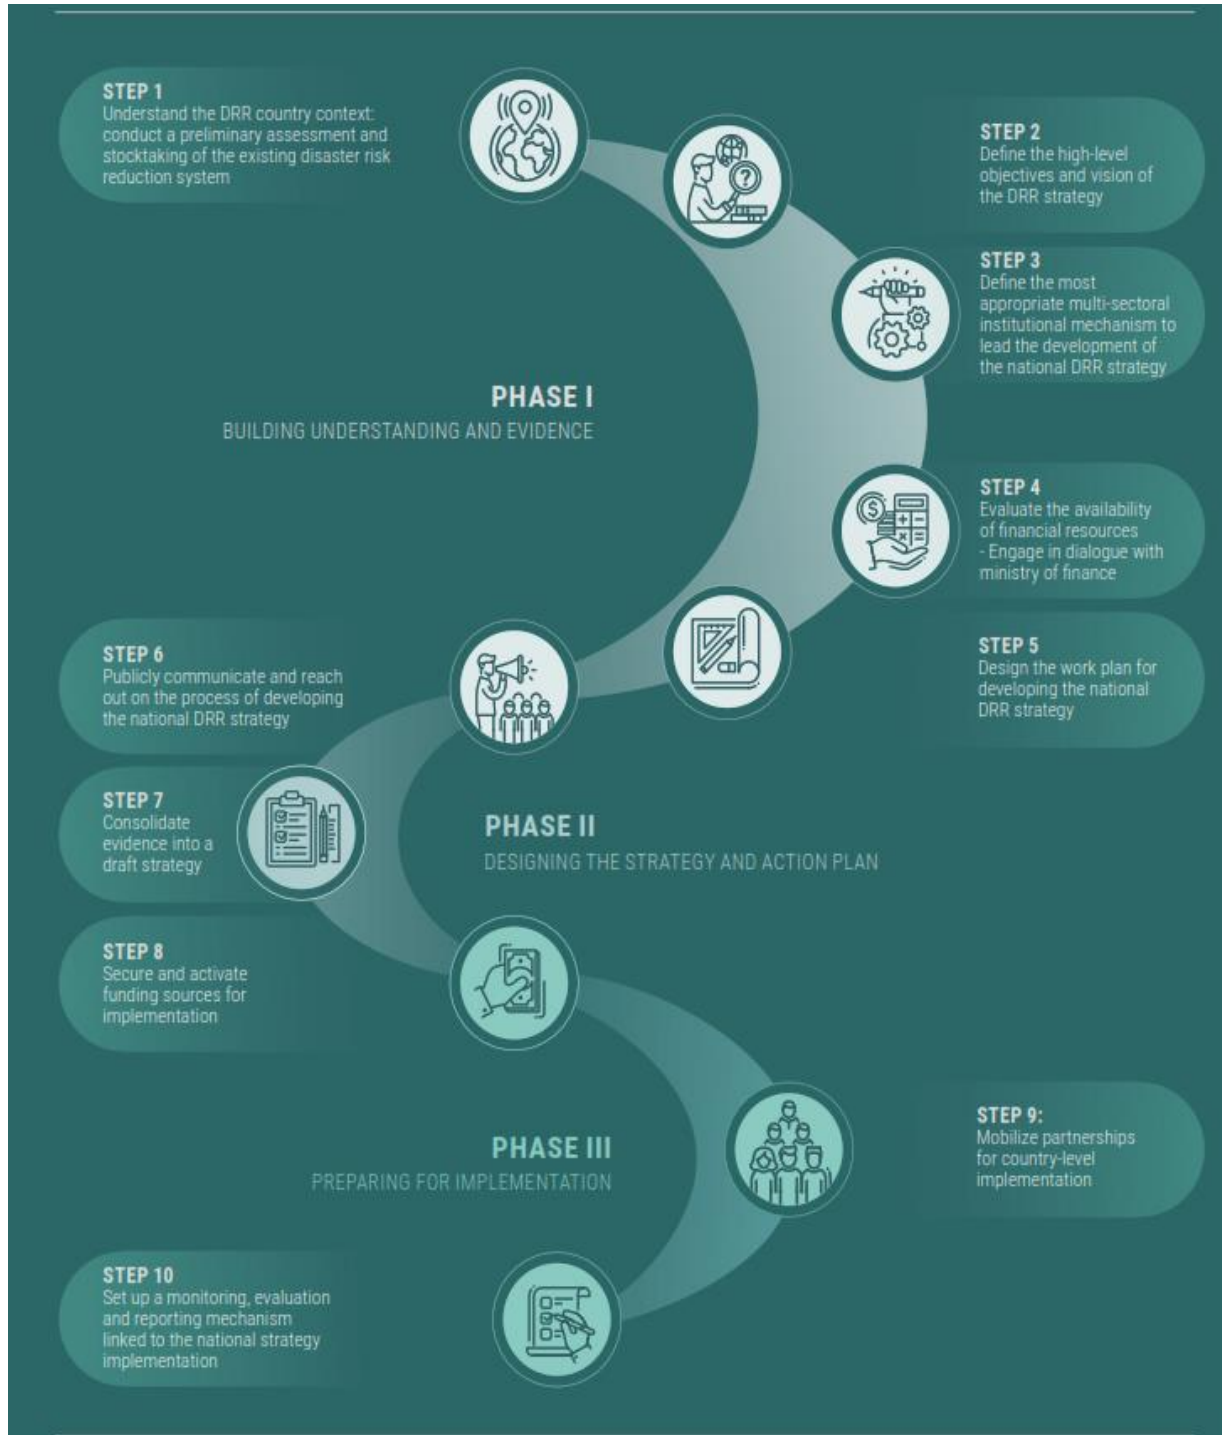 STEP 1
Understand the DRR country context:
conduct a preliminary assessment and
stocktaking of the existing disaster risk
reduction system
STEP 2
Define the high-level
objectives and vision of
the DRR strategy
STEP 3
Define the most
appropriate multi-sectoral
institutional mechanism to
lead the development of
the national DRR strategy
PHASE I
BUILDING UNDERSTANDING AND EVIDENCE
STEP 4
Evaluate the availability
of financial resources
- Engage in dialogue with
ministry of finance
STEP 5
Design the work plan for
developing the national
DRR strategy
STEP 6
Publicly communicate and reach
out on the process of developing
the national DRR strategy
STEP 7
Consolidate
evidence into a
draft strategy
PHASE II
DESIGNING THE STRATEGY AND ACTION PLAN
STEP 8
Secure and activate
funding sources for
implementation
STEP 9:
Mobilize partnerships
for country-level
implementation
PHASE III
PREPARING FOR IMPLEMENTATION
STEP 10
Set up a monitoring, evaluation
and reporting mechanism
linked to the national strategy
implementation